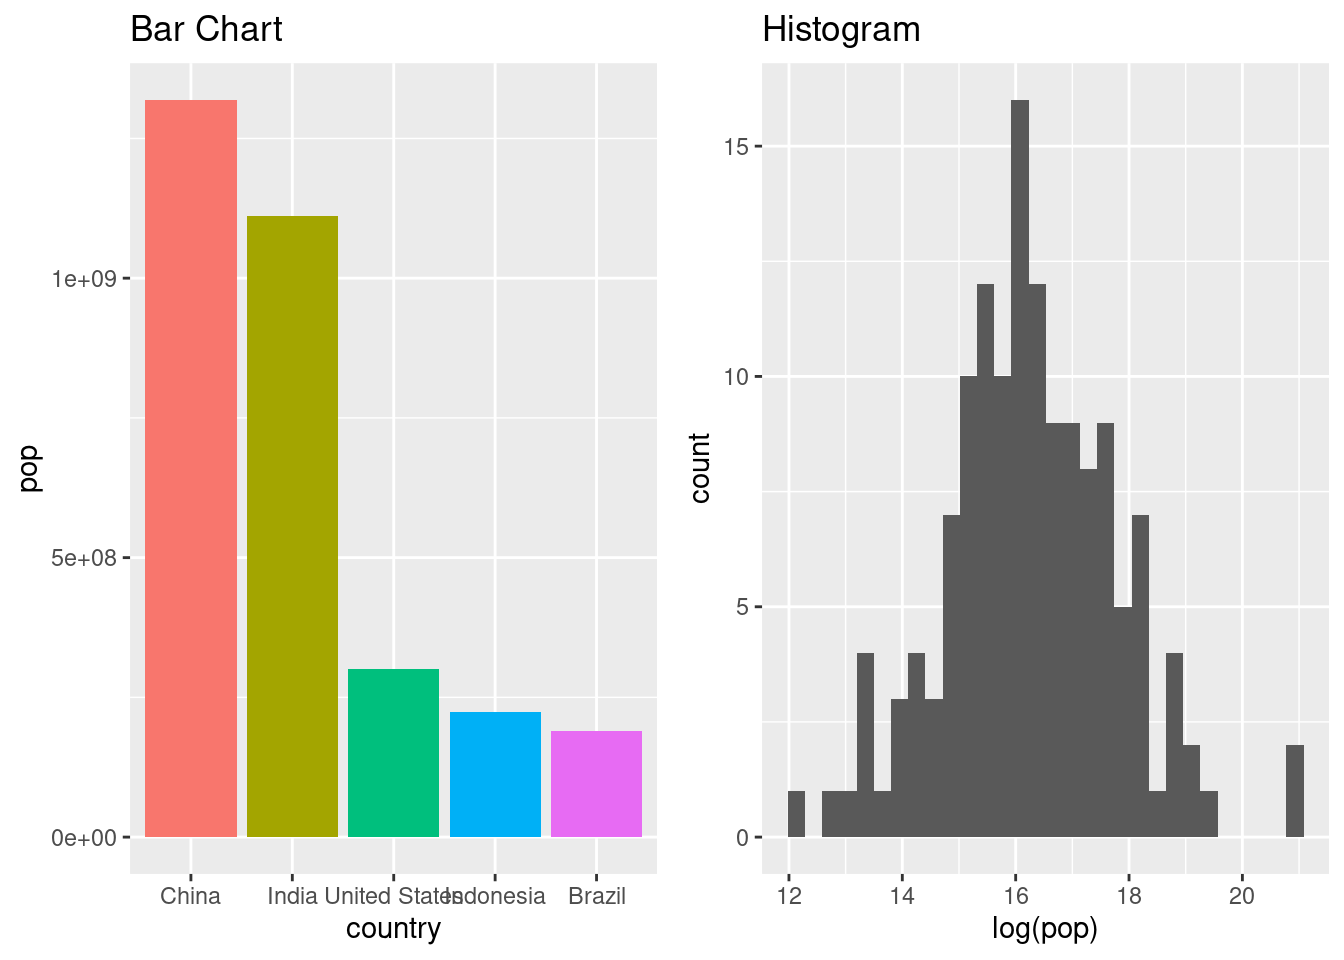 Bar Chart
pop
1e+09
5e+08
0e+00
China India United States Indonesia Brazil
country
Histogram
count
15
10
5
0
12 14 16 18 20
log(pop)